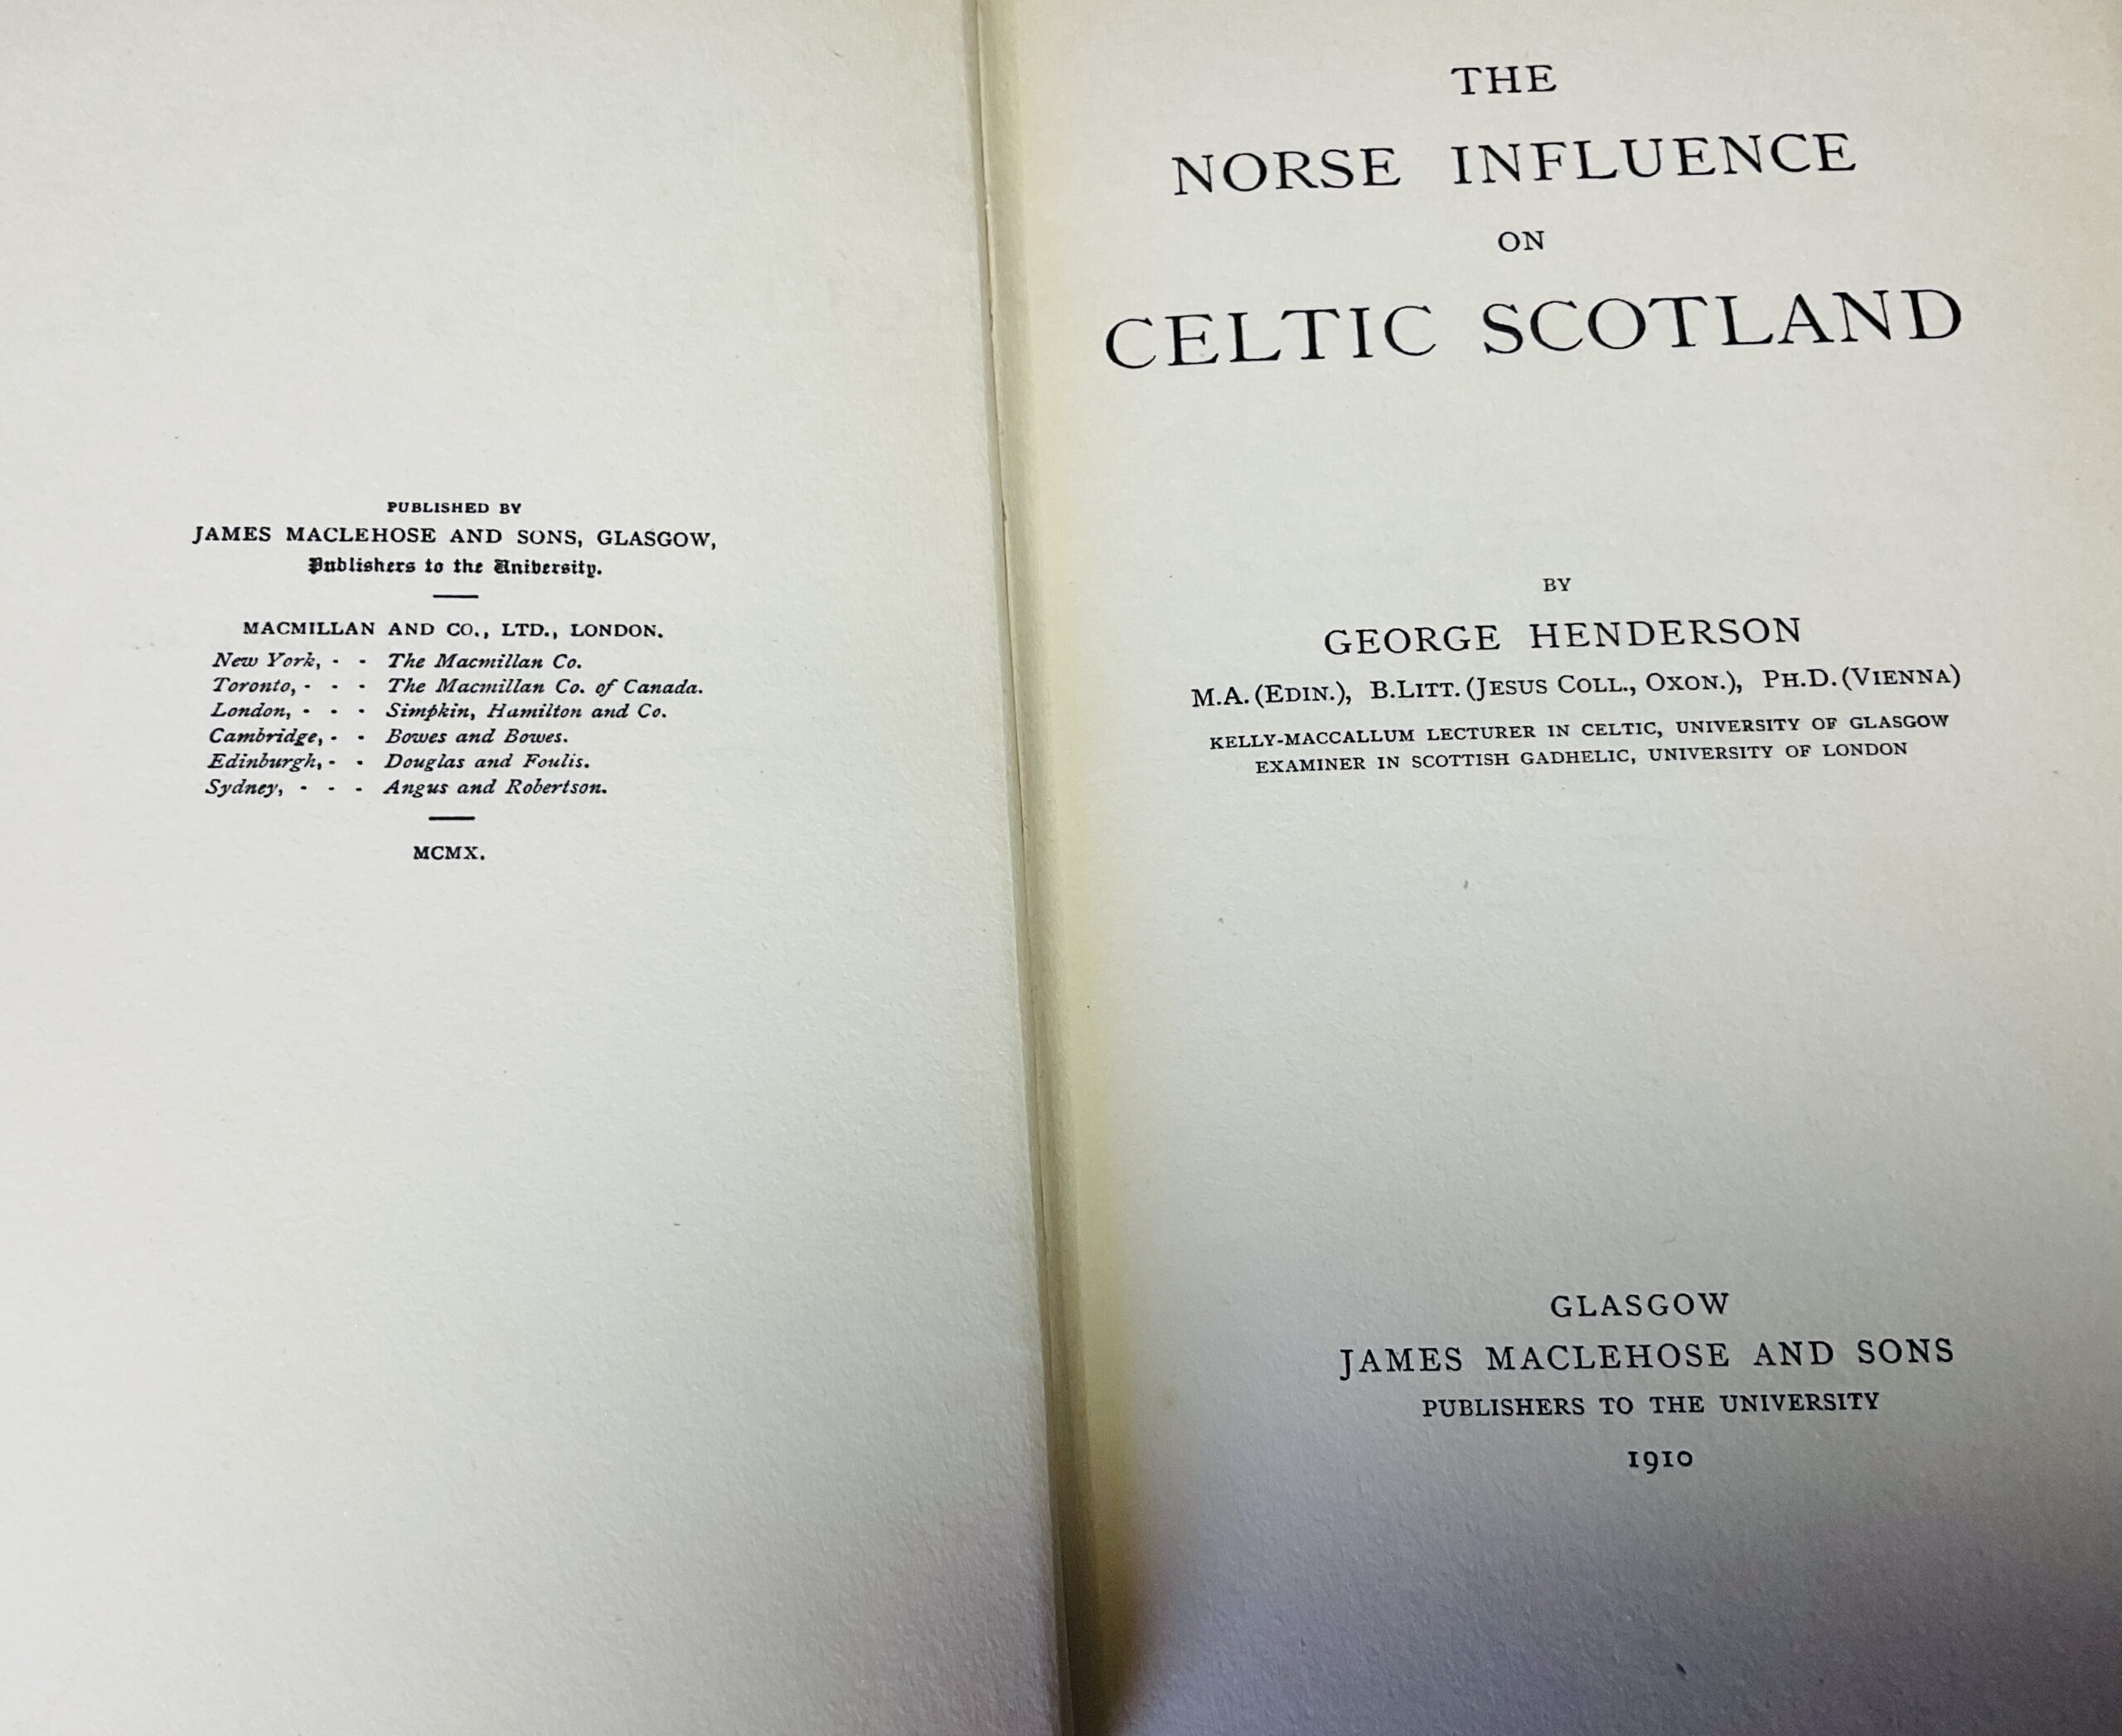 PUBLISHED BY
JAMES MACLEHOSE AND SONS, GLASGOW,
Publishers to the University.
MACMILLAN AND CO., LTD., LONDON.
New York, - - The Macmillan Co.
Toronto, - - - The Macmillan Co. of Canada.
London, - - - Simpkin, Hamilton and Co.
Cambridge, - - Bowes and Bowes.
Edinburgh, - - Douglas and Foulis.
Sydney, - - - Angus and Robertson.
MCMX.
THE
NORSE INFLUENCE
ON
CELTIC SCOTLAND
BY
GEORGE HENDERSON
M.A. (EDIN.), B.LITT. (JESUS COLL., OXON.), PH.D. (VIENNA)
KELLY-MACCALLUM LECTURER IN CELTIC, UNIVERSITY OF GLASGOW
EXAMINER IN SCOTTISH GADHELIC, UNIVERSITY OF LONDON
GLASGOW
JAMES MACLEHOSE AND SONS
PUBLISHERS TO THE UNIVERSITY
1910